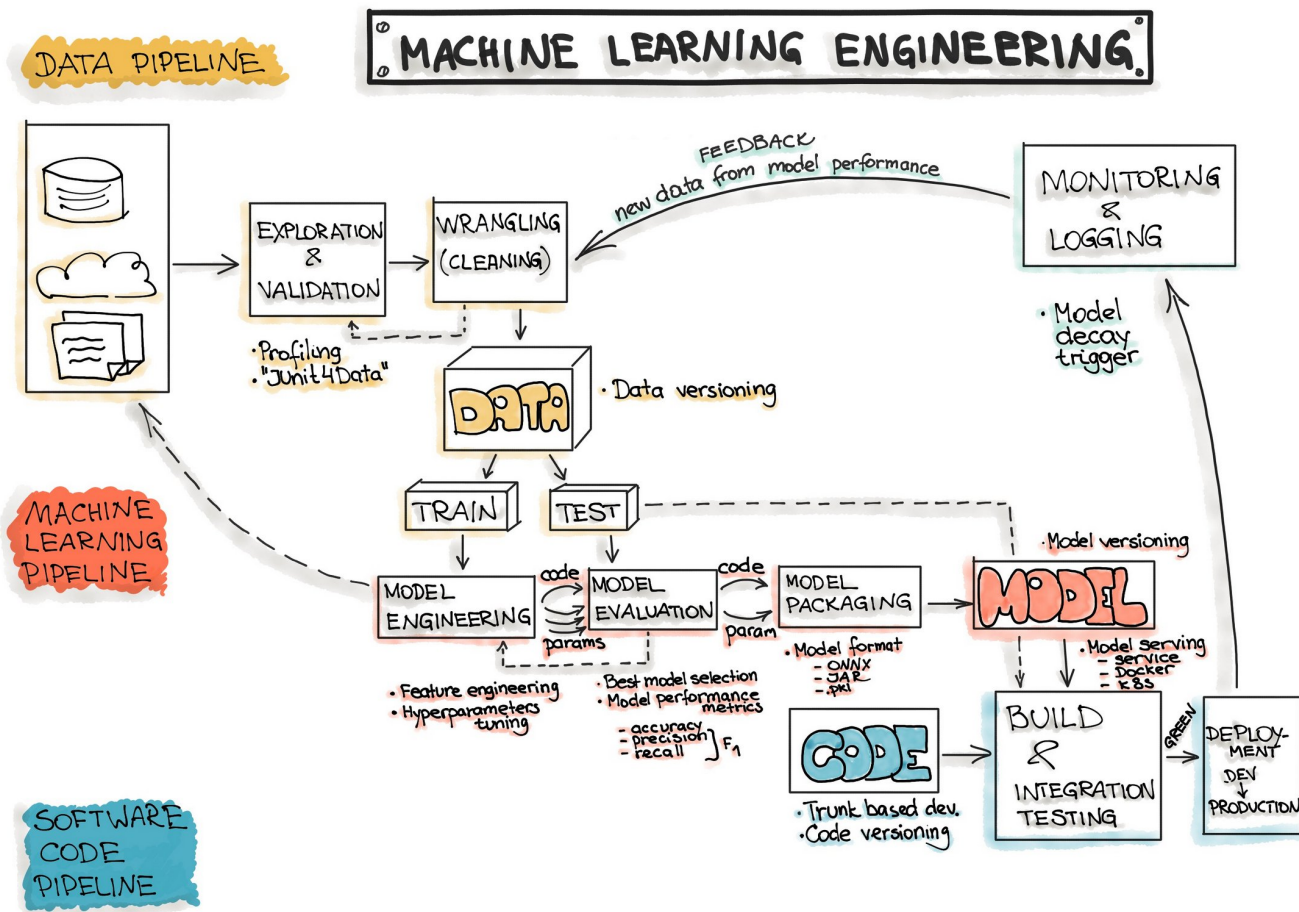 DATA PIPELINE
MACHINE LEARNING ENGINEERING
FEEDBACK
new data from model performance
MONITORING
&
LOGGING
• Model
decay
trigger
EXPLORATION
&
VALIDATION
• Profiling
• "JUnit4Data"
WRANGLING
(CLEANING)
DATA
• Data versioning
TRAIN
TEST
MACHINE
LEARNING
PIPELINE
MODEL
ENGINEERING
code
params
• Feature engineering
• Hyperparameters
tuning
MODEL
EVALUATION
code
param
• Best model selection
• Model performance
metrics
- accuracy
- precision
- recall
F1
MODEL
PACKAGING
• Model format
- ONNX
- JAR
- .pkl
• Model versioning
MODEL
• Model serving
- service
- Docker
- K8S
SOFTWARE
CODE
PIPELINE
CODE
• Trunk based dev.
• Code versioning
BUILD
&
INTEGRATION
TESTING
GREEN
DEPLOY-
MENT
DEV
↓
PRODUCTION